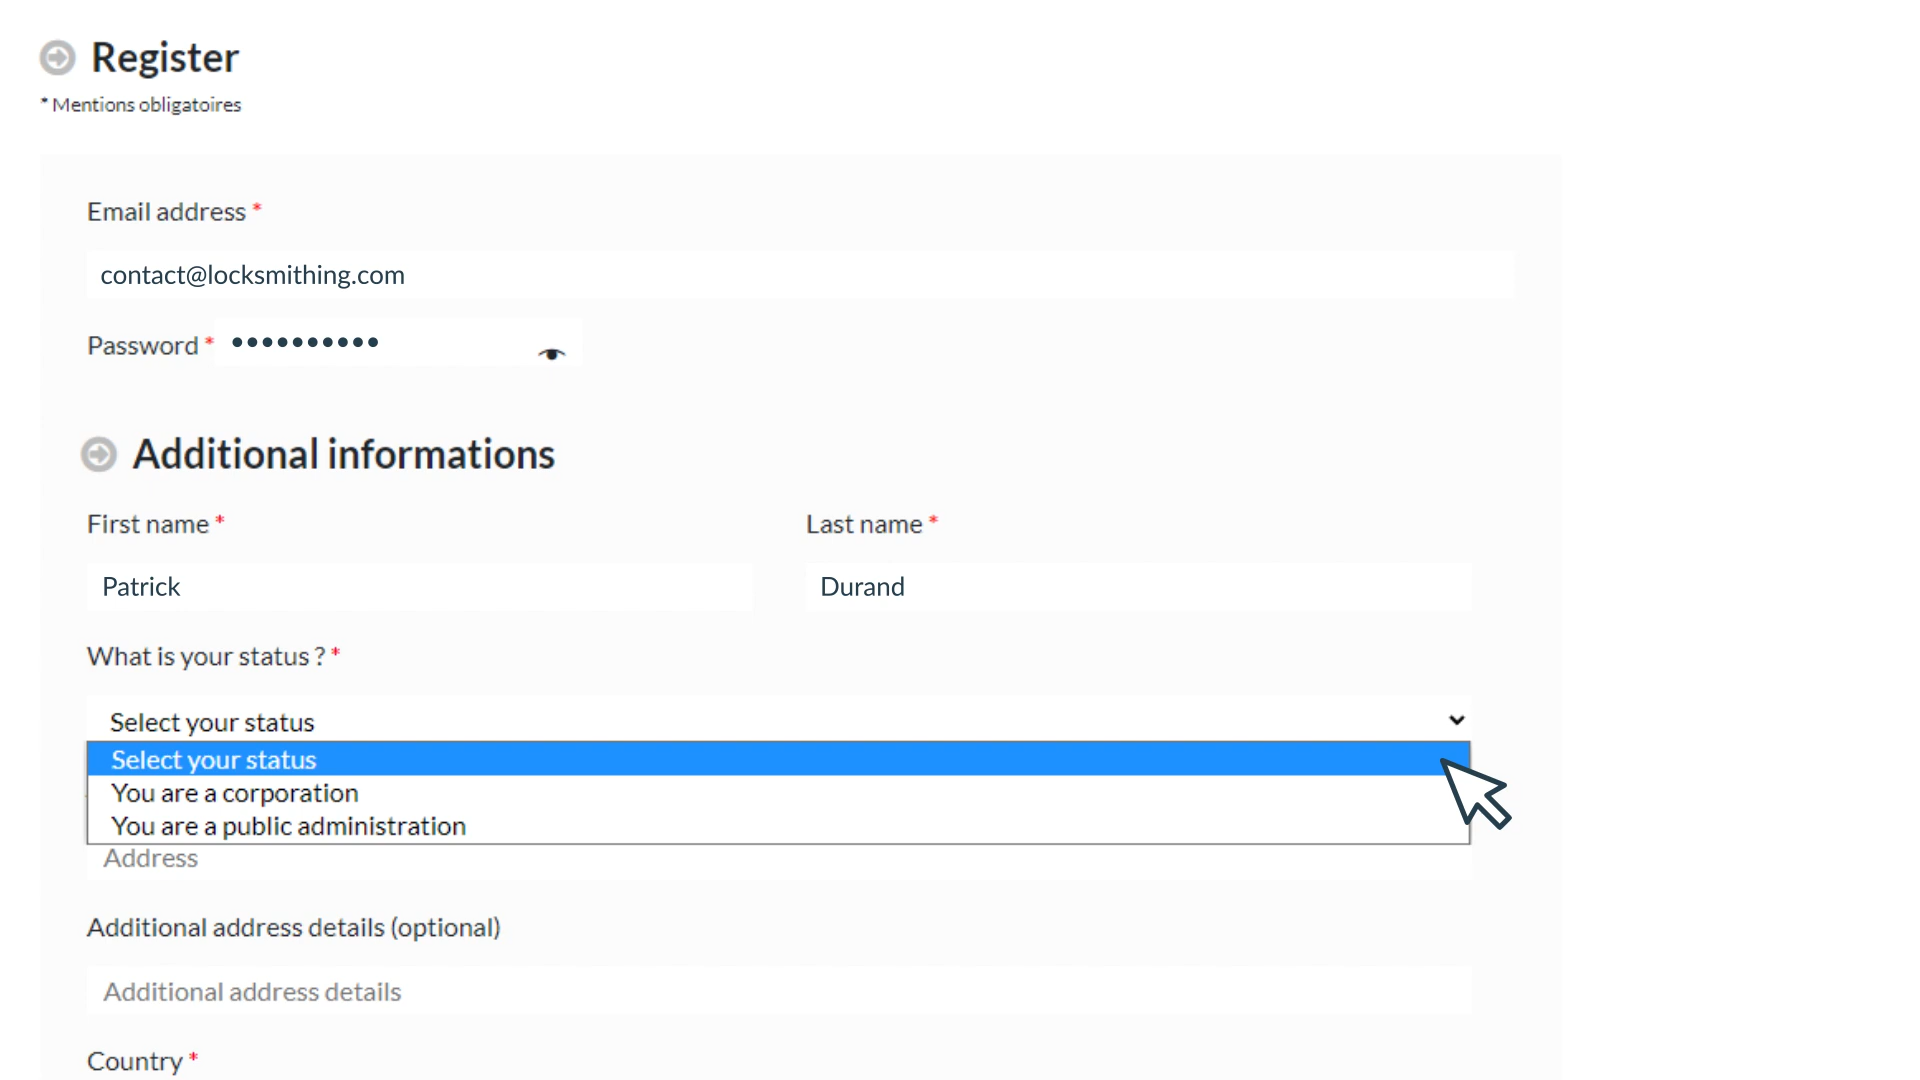 Register
* Mentions obligatoires
Email address *
contact@locksmithing.com
Password * ••••••••••
Additional informations
First name *
Last name *
Patrick
Durand
What is your status ? *
Select your status
Select your status
You are a corporation
You are a public administration
Address
Additional address details (optional)
Additional address details
Country *